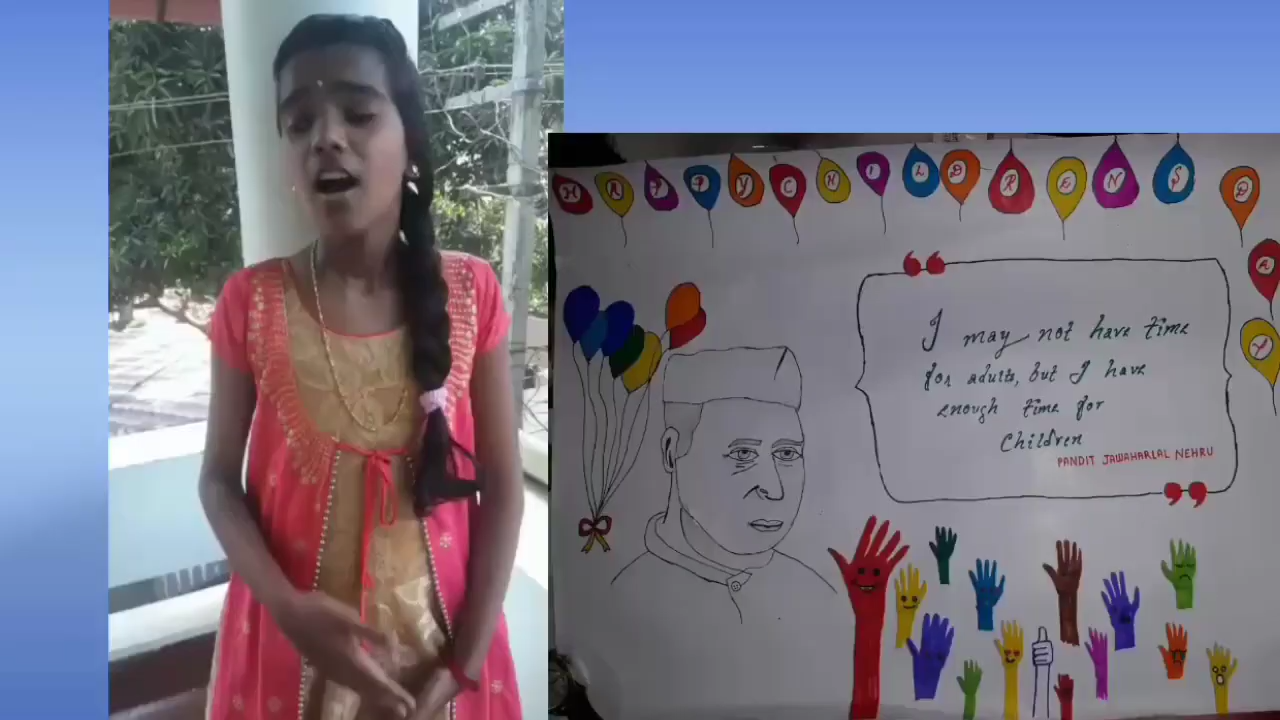 HAPPY CHILDRENS DAY
I may not have time
for adults, but I have
enough time for
Children
PANDIT JAWAHARLAL NEHRU